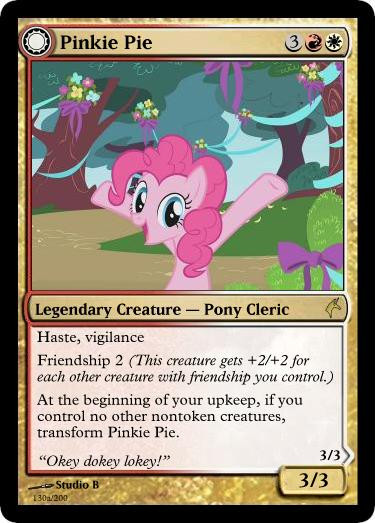 Pinkie Pie 3
Legendary Creature — Pony Cleric
Haste, vigilance
Friendship 2 (This creature gets +2/+2 for
each other creature with friendship you control.)
At the beginning of your upkeep, if you
control no other nontoken creatures,
transform Pinkie Pie.
“Okey dokey lokey!”
3/3
3/3
Studio B
130a/200